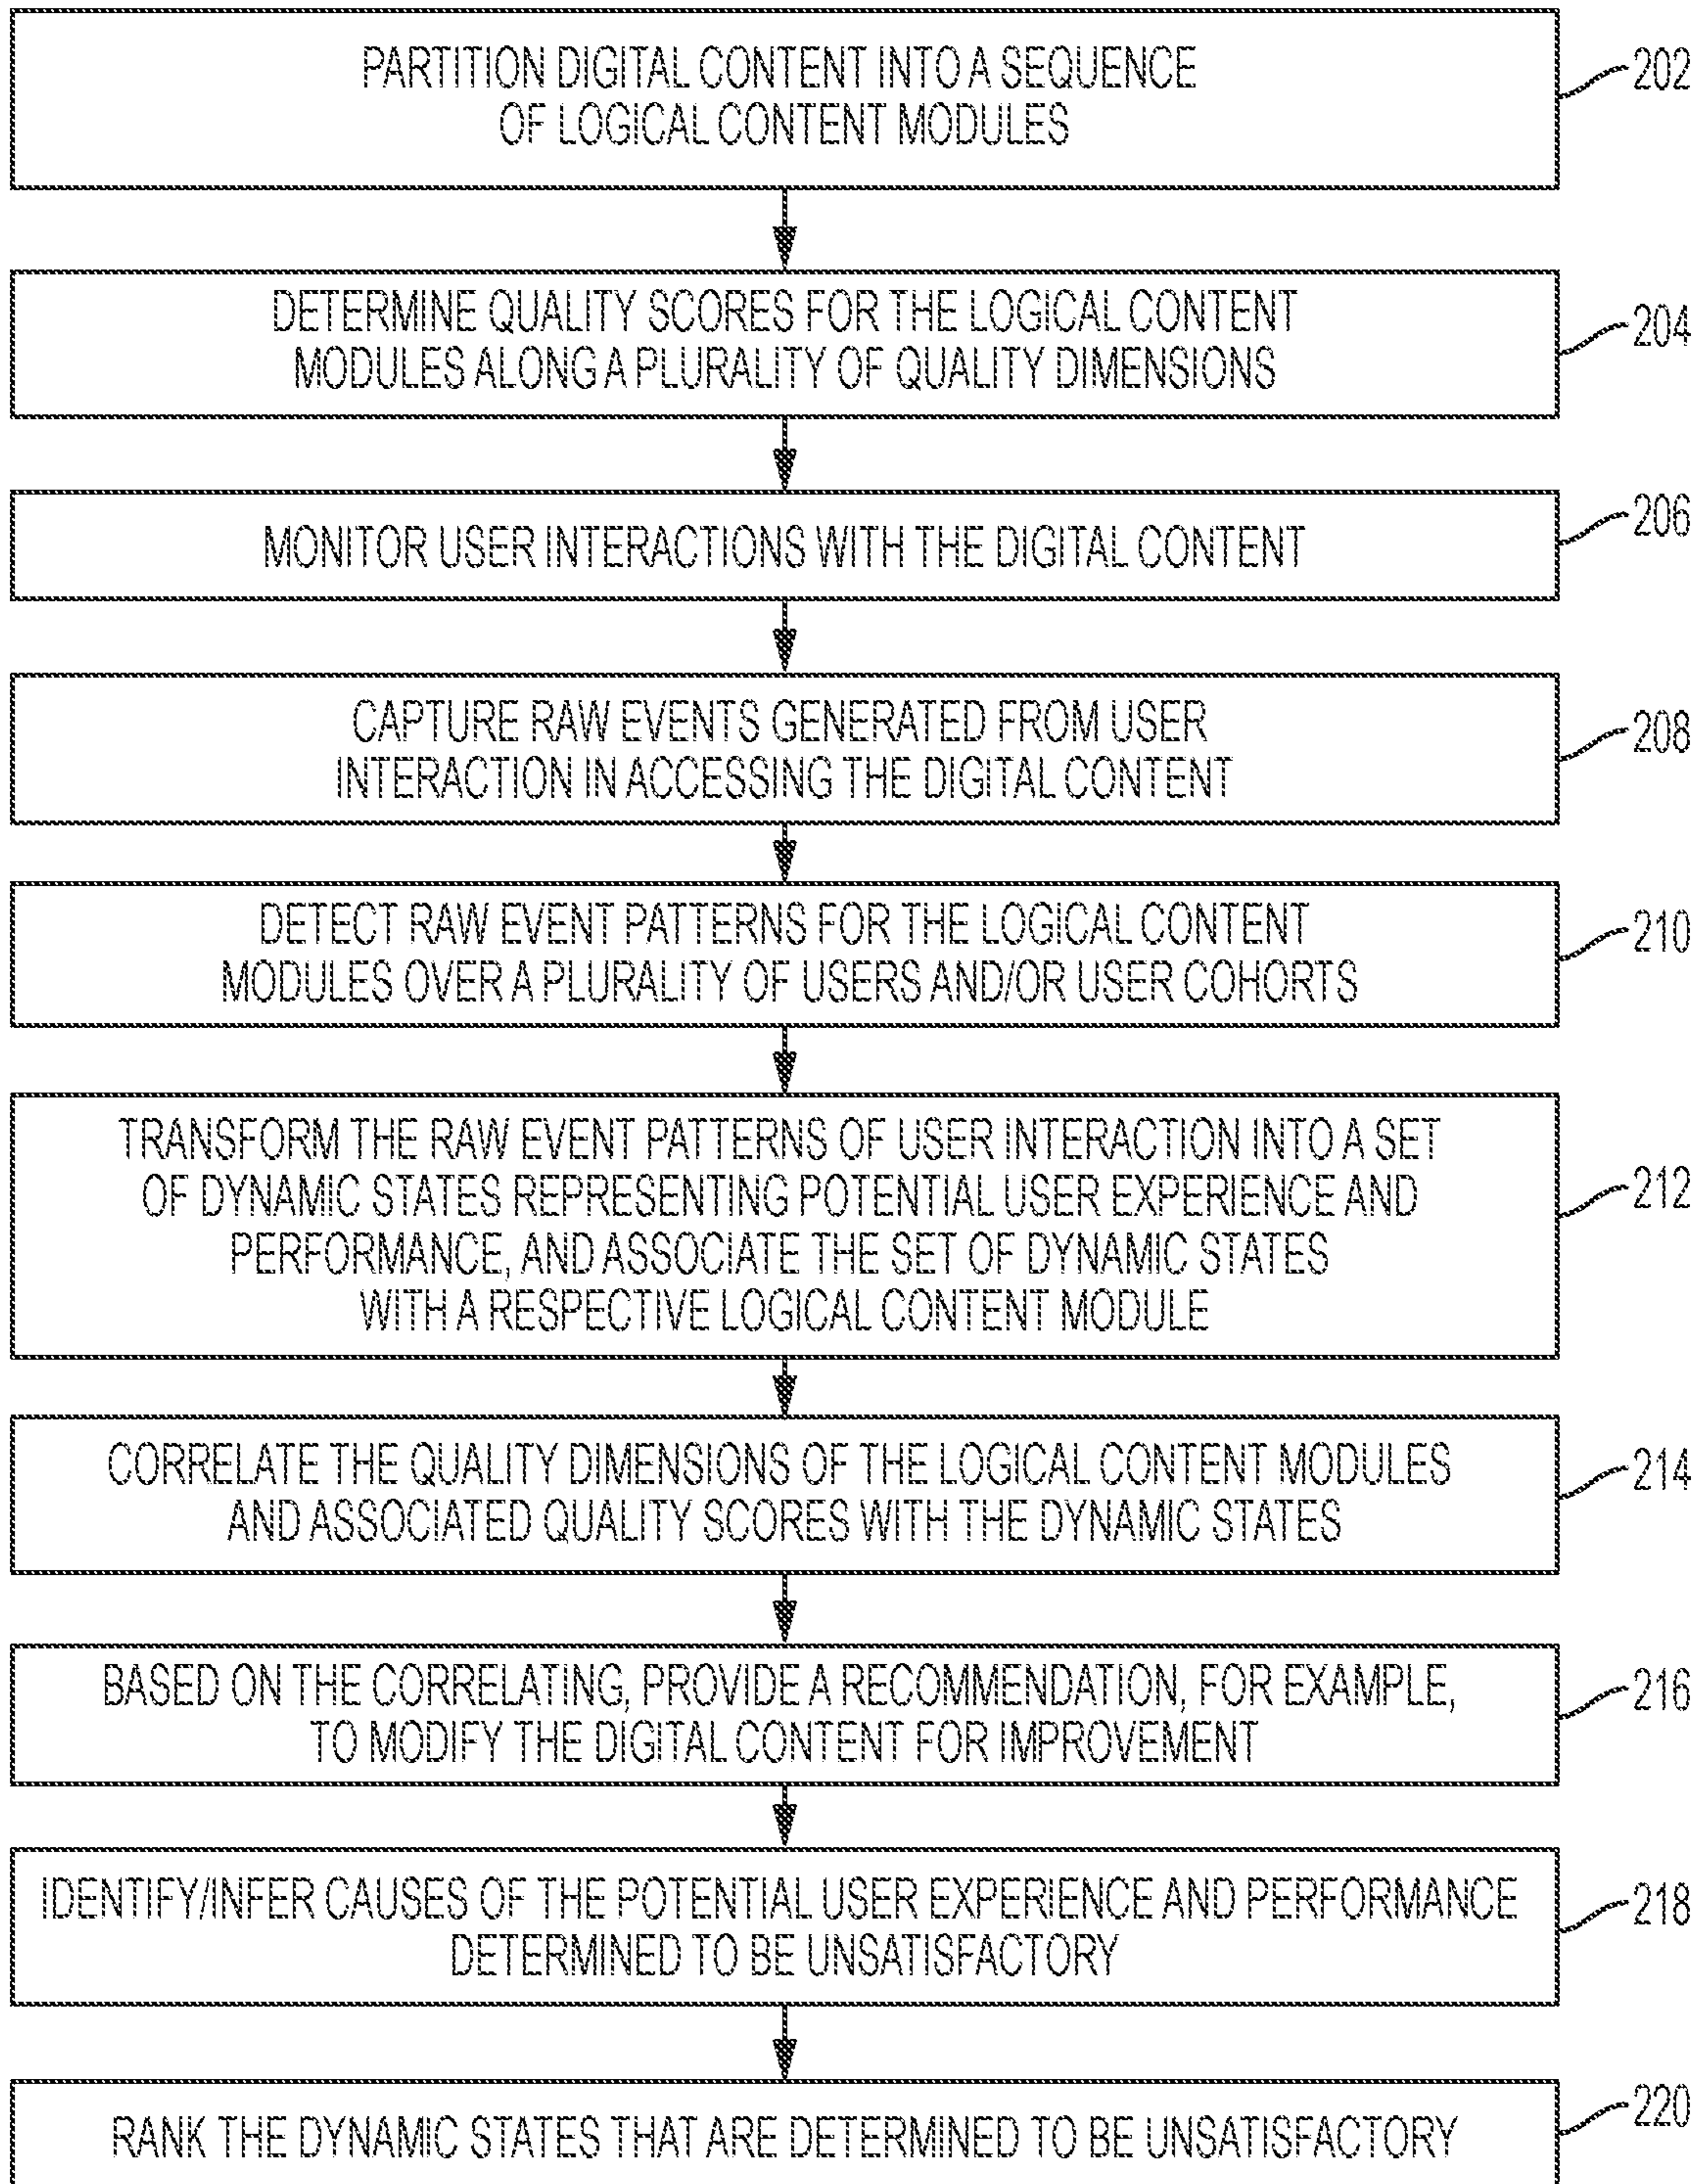 PARTITION DIGITAL CONTENT INTO A SEQUENCE
OF LOGICAL CONTENT MODULES
202
DETERMINE QUALITY SCORES FOR THE LOGICAL CONTENT
MODULES ALONG A PLURALITY OF QUALITY DIMENSIONS
204
MONITOR USER INTERACTIONS WITH THE DIGITAL CONTENT
206
CAPTURE RAW EVENTS GENERATED FROM USER
INTERACTION IN ACCESSING THE DIGITAL CONTENT
208
DETECT RAW EVENT PATTERNS FOR THE LOGICAL CONTENT
MODULES OVER A PLURALITY OF USERS AND/OR USER COHORTS
210
TRANSFORM THE RAW EVENT PATTERNS OF USER INTERACTION INTO A SET
OF DYNAMIC STATES REPRESENTING POTENTIAL USER EXPERIENCE AND
PERFORMANCE, AND ASSOCIATE THE SET OF DYNAMIC STATES
WITH A RESPECTIVE LOGICAL CONTENT MODULE
212
CORRELATE THE QUALITY DIMENSIONS OF THE LOGICAL CONTENT MODULES
AND ASSOCIATED QUALITY SCORES WITH THE DYNAMIC STATES
214
BASED ON THE CORRELATING, PROVIDE A RECOMMENDATION, FOR EXAMPLE,
TO MODIFY THE DIGITAL CONTENT FOR IMPROVEMENT
216
IDENTIFY/INFER CAUSES OF THE POTENTIAL USER EXPERIENCE AND PERFORMANCE
DETERMINED TO BE UNSATISFACTORY
218
RANK THE DYNAMIC STATES THAT ARE DETERMINED TO BE UNSATISFACTORY
220